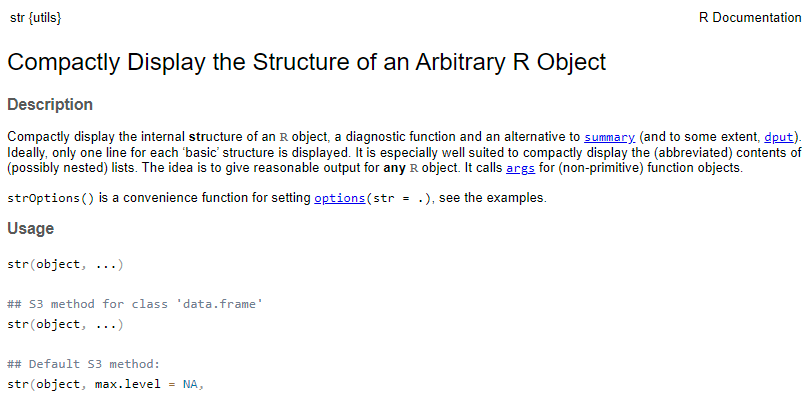 str {utils} R Documentation
Compactly Display the Structure of an Arbitrary R Object
Description
Compactly display the internal structure of an R object, a diagnostic function and an alternative to summary (and to some extent, dput).
Ideally, only one line for each ‘basic’ structure is displayed. It is especially well suited to compactly display the (abbreviated) contents of
(possibly nested) lists. The idea is to give reasonable output for any R object. It calls args for (non-primitive) function objects.
strOptions() is a convenience function for setting options(str = .), see the examples.
Usage
str(object, ...)
## S3 method for class 'data.frame'
str(object, ...)
## Default S3 method:
str(object, max.level = NA,